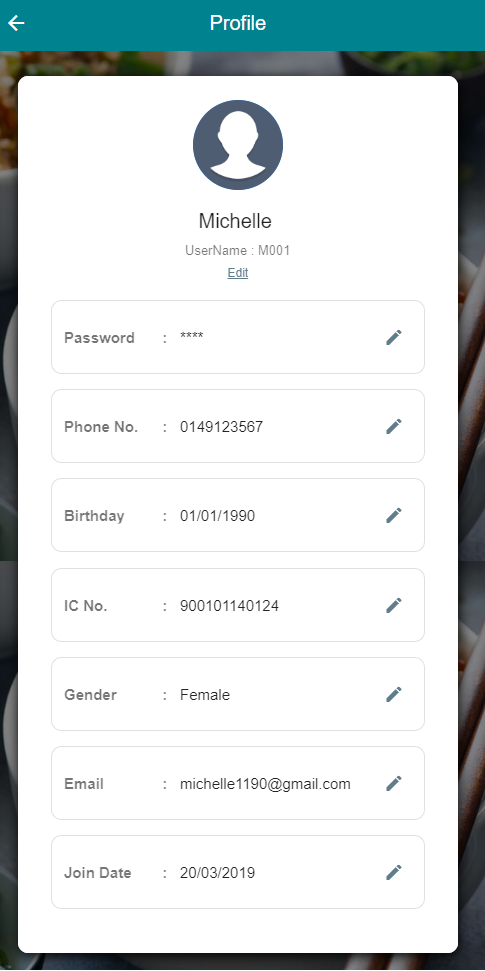 Profile
Michelle
UserName : M001
Edit
Password : ****
Phone No. : 0149123567
Birthday : 01/01/1990
IC No. : 900101140124
Gender : Female
Email : michelle1190@gmail.com
Join Date : 20/03/2019